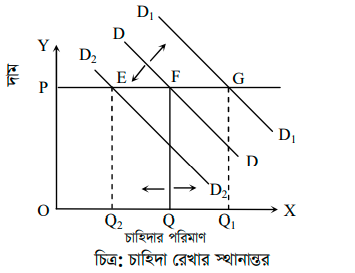 D₁
Y
D
D₂
দাম
E
F
G
P
D₁
D
D₂
O
Q₂
Q
Q₁
X
চাহিদার পরিমাণ
চিত্র: চাহিদা রেখার স্থানান্তর